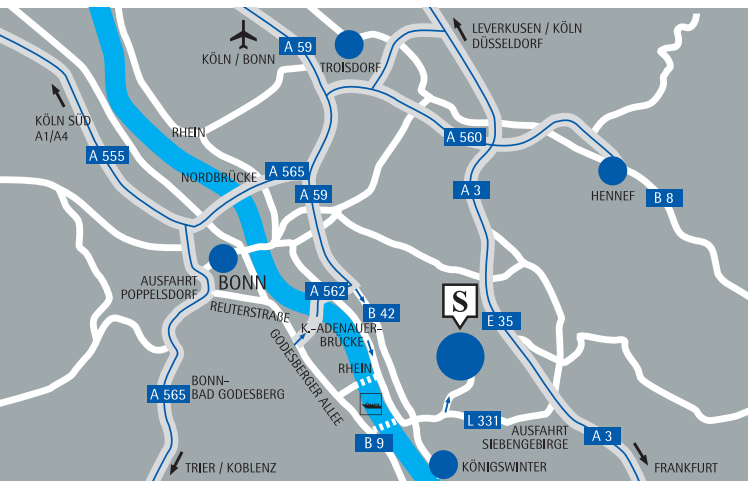 LEVERKUSEN / KÖLN
DÜSSELDORF
A 59
KÖLN / BONN
TROISDORF
KÖLN SÜD
A1/A4
RHEIN
A 560
A 555
NORDBRÜCKE
A 565
A 59
A 3
HENNEF
B 8
AUSFAHRT
POPPELSDORF
BONN
A 562
REUTERSTRAßE
B 42
S
K.-ADENAUER-
BRÜCKE
E 35
GODESBERGER ALLEE
RHEIN
A 565
BONN–
BAD GODESBERG
L 331
AUSFAHRT
SIEBENGEBIRGE
A 3
B 9
TRIER / KOBLENZ
KÖNIGSWINTER
FRANKFURT